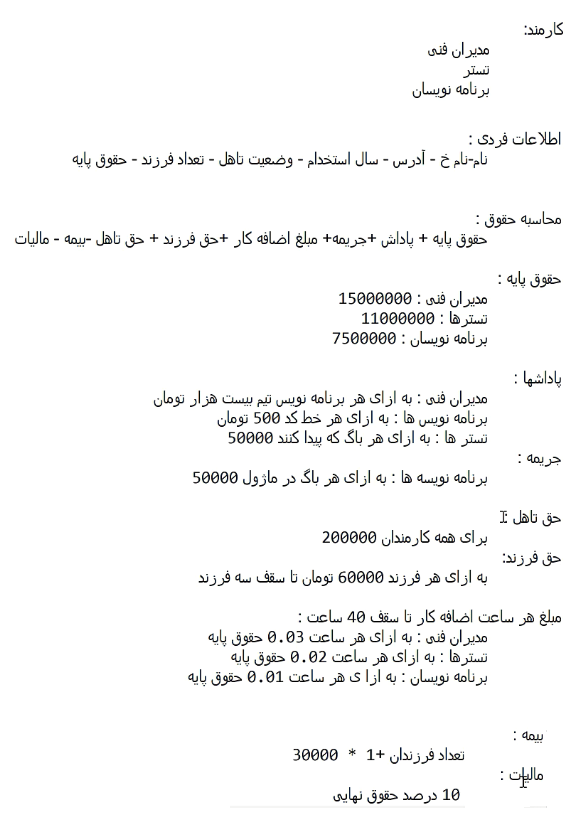 کارمند:
مدیران فنی
تستر
برنامه نویسان
اطلاعات فردی :
نام-نام خ - آدرس - سال استخدام - وضعیت تاهل - تعداد فرزند - حقوق پایه
محاسبه حقوق :
حقوق پایه + پاداش +جریمه+ مبلغ اضافه کار +حق فرزند + حق تاهل -بیمه - مالیات
حقوق پایه :
مدیران فنی : 15000000
تسترها : 11000000
برنامه نویسان : 7500000
پاداشها :
مدیران فنی : به ازای هر برنامه نویس تیم بیست هزار تومان
برنامه نویس ها : به ازای هر خط کد 500 تومان
تستر ها : به ازای هر باگ که پیدا کنند 50000
جریمه :
برنامه نویسه ها : به ازای هر باگ در ماژول 50000
حق تاهل :
برای همه کارمندان 200000
حق فرزند:
به ازای هر فرزند 60000 تومان تا سقف سه فرزند
مبلغ هر ساعت اضافه کار تا سقف 40 ساعت :
مدیران فنی : به ازای هر ساعت 0.03 حقوق پایه
تسترها : به ازای هر ساعت 0.02 حقوق پایه
برنامه نویسان : به ازا ی هر ساعت 0.01 حقوق پایه
بیمه :
تعداد فرزندان +1 * 30000
مالیات :
10 درصد حقوق نهایی